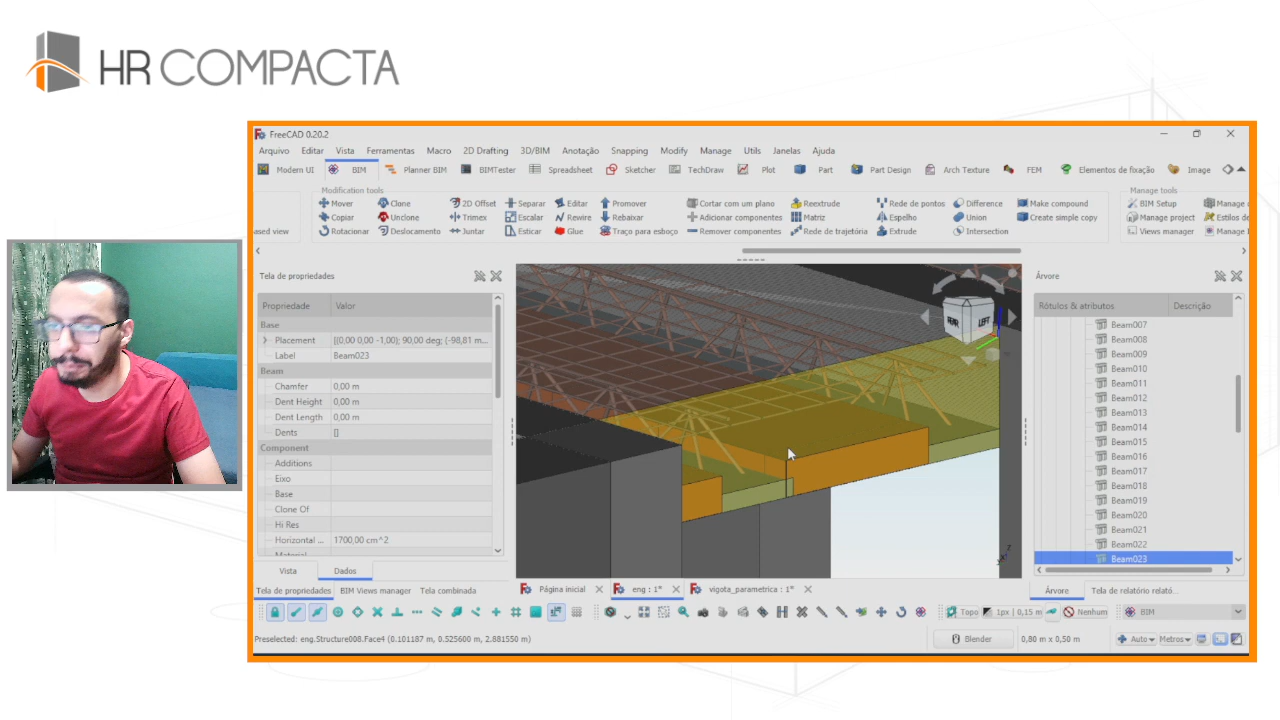 HR COMPACTA
FreeCAD 0.20.2
Arquivo Editar Vista Ferramentas Macro 2D Drafting 3D/BIM Anotação Snapping Modify Manage Utils Janelas Ajuda
Modern UI BIM Planner BIM BIMTester Spreadsheet Sketcher TechDraw Plot Part Part Design Arch Texture FEM Elementos de fixação Image
Modification tools Manage tools
Mover Clone 2D Offset Separar Editar Promover Cortar com um plano Reextrude Rede de pontos Difference Make compound BIM Setup Manage
Copiar Unclone Trimex Escalar Rewire Rebaixar Adicionar componentes Matriz Espelho Union Create simple copy Manage project Estilos de
ased view Rotacionar Deslocamento Juntar Esticar Glue Traço para esboço Remover componentes Rede de trajetória Extrude Intersection Views manager Manage
Tela de propriedades
Propriedade Valor
Base
Placement [(0,00 0,00 -1,00); 90,00 deg; (-98,81 m...
Label Beam023
Beam
Chamfer 0,00 m
Dent Height 0,00 m
Dent Length 0,00 m
Dents []
Component
Additions
Eixo
Base
Clone Of
Hi Res
Horizontal ... 1700,00 cm^2
Material
Vista Dados
Tela de propriedades BIM Views manager Tela combinada
LEFT
Árvore
Rótulos & atributos Descrição
Beam007
Beam008
Beam009
Beam010
Beam011
Beam012
Beam013
Beam014
Beam015
Beam016
Beam017
Beam018
Beam019
Beam020
Beam021
Beam022
Beam023
Página inicial eng : 1* vigota_parametrica : 1*
Árvore Tela de relatório relató...
Topo 1px | 0,15 m Nenhum BIM
Preselected: eng.Structure008.Face4 (0.101187 m, 0.525600 m, 2.881550 m)
Blender 0,80 m x 0,50 m Auto Metros